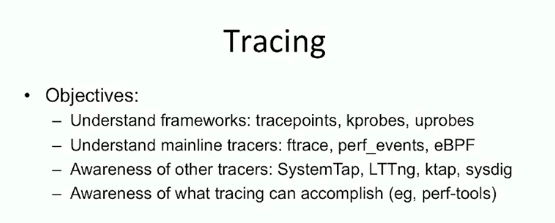 Tracing
• Objectives:
– Understand frameworks: tracepoints, kprobes, uprobes
– Understand mainline tracers: ftrace, perf_events, eBPF
– Awareness of other tracers: SystemTap, LTTng, ktap, sysdig
– Awareness of what tracing can accomplish (eg, perf-tools)